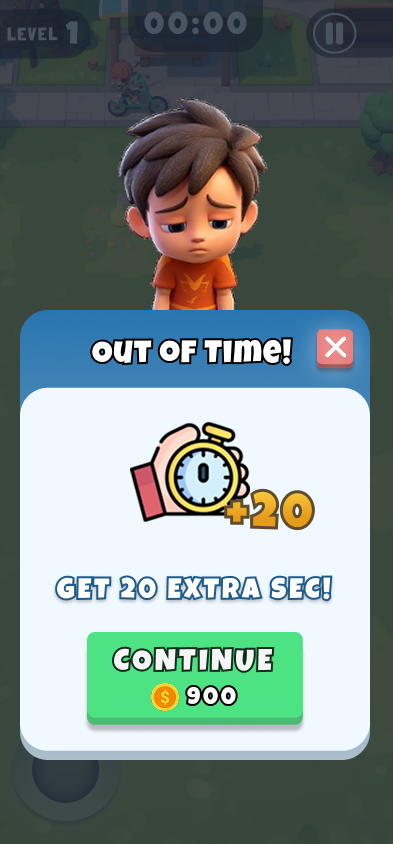 LEVEL 1
00:00
OUT OF TIME!
0
+20
GET 20 EXTRA SEC!
CONTINUE
$ 900